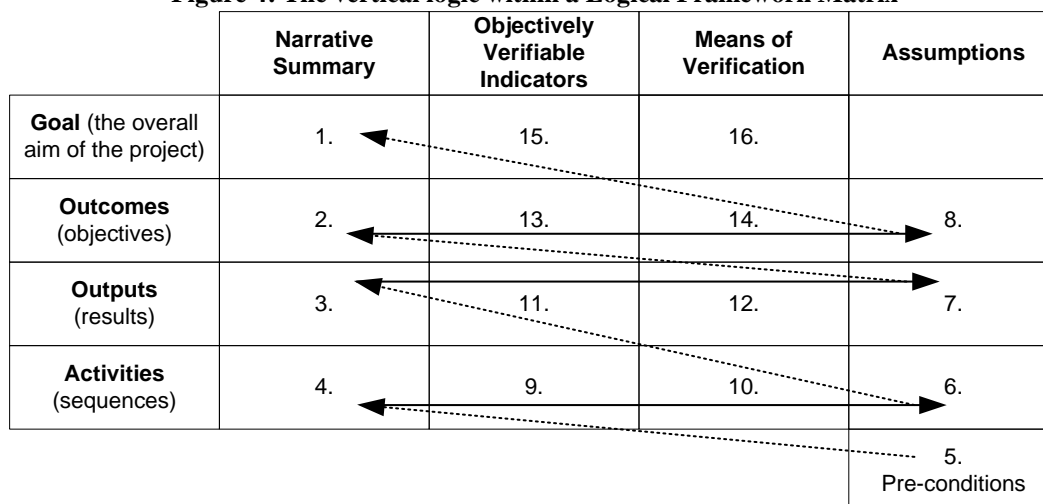 Figure 4: The vertical logic within a Logical Framework Matrix
Narrative
Summary
Objectively
Verifiable
Indicators
Means of
Verification
Assumptions
Goal (the overall
aim of the project)
1.
15.
16.
Outcomes
(objectives)
2.
13.
14.
8.
Outputs
(results)
3.
11.
12.
7.
Activities
(sequences)
4.
9.
10.
6.
5.
Pre-conditions